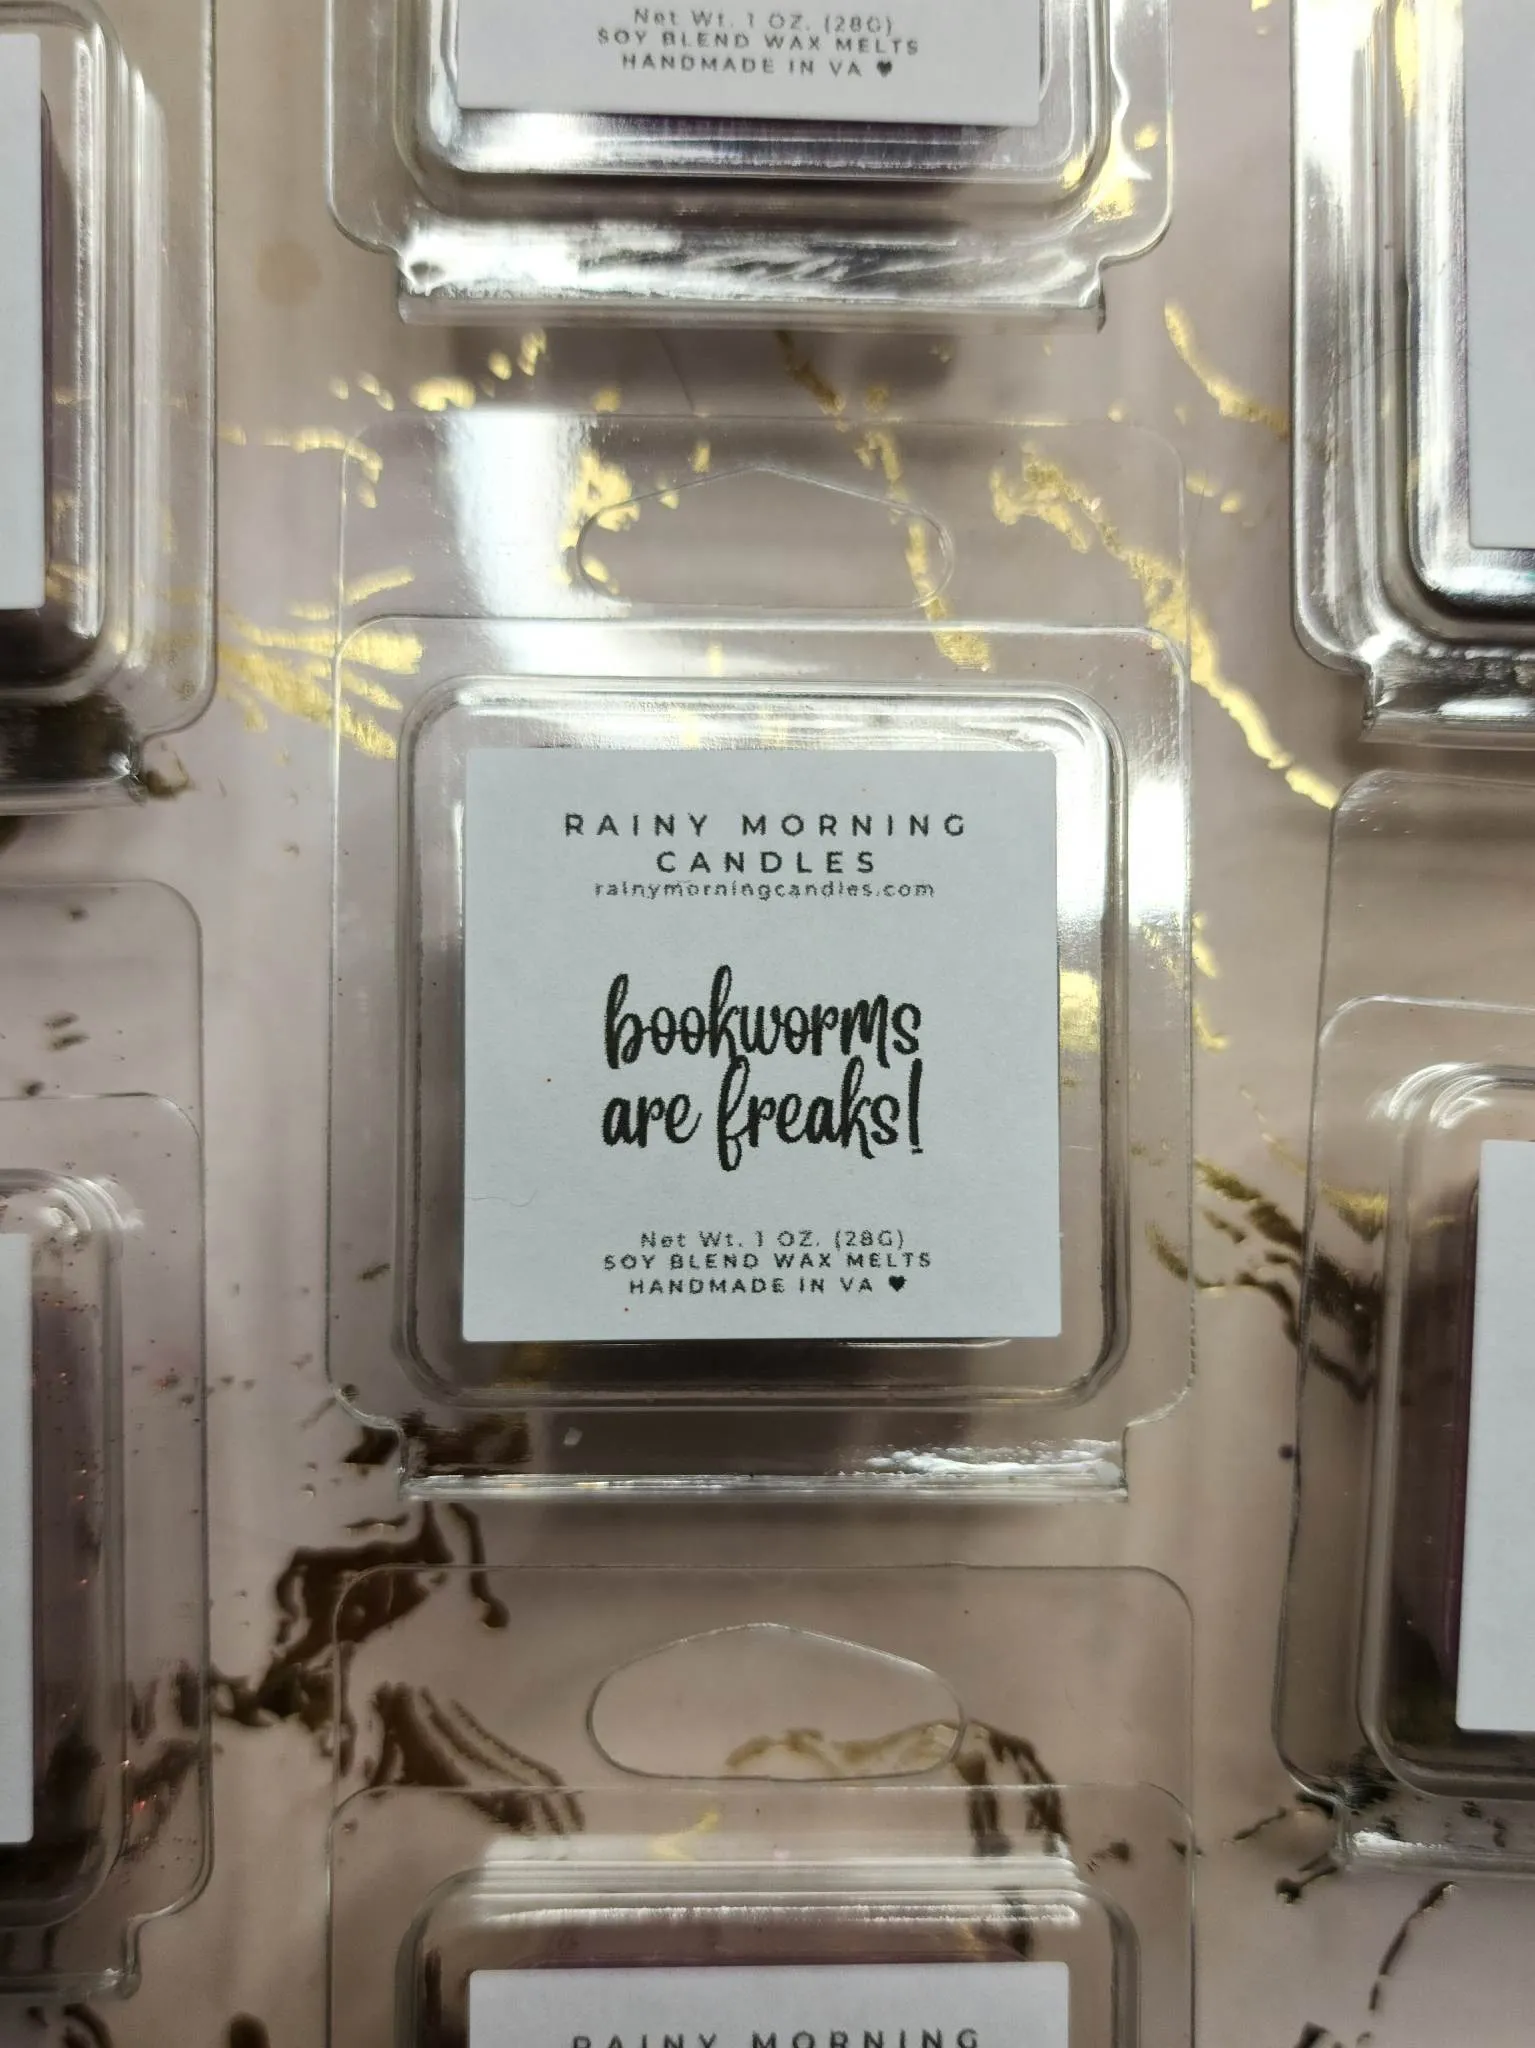 Net Wt. 1 OZ. (28G)
SOY BLEND WAX MELTS
HANDMADE IN VA ♥
RAINY MORNING
CANDLES
rainymorningcandles.com
bookworms
are freaks!
Net Wt. 1 OZ. (28G)
SOY BLEND WAX MELTS
HANDMADE IN VA ♥
RAINY MORNING